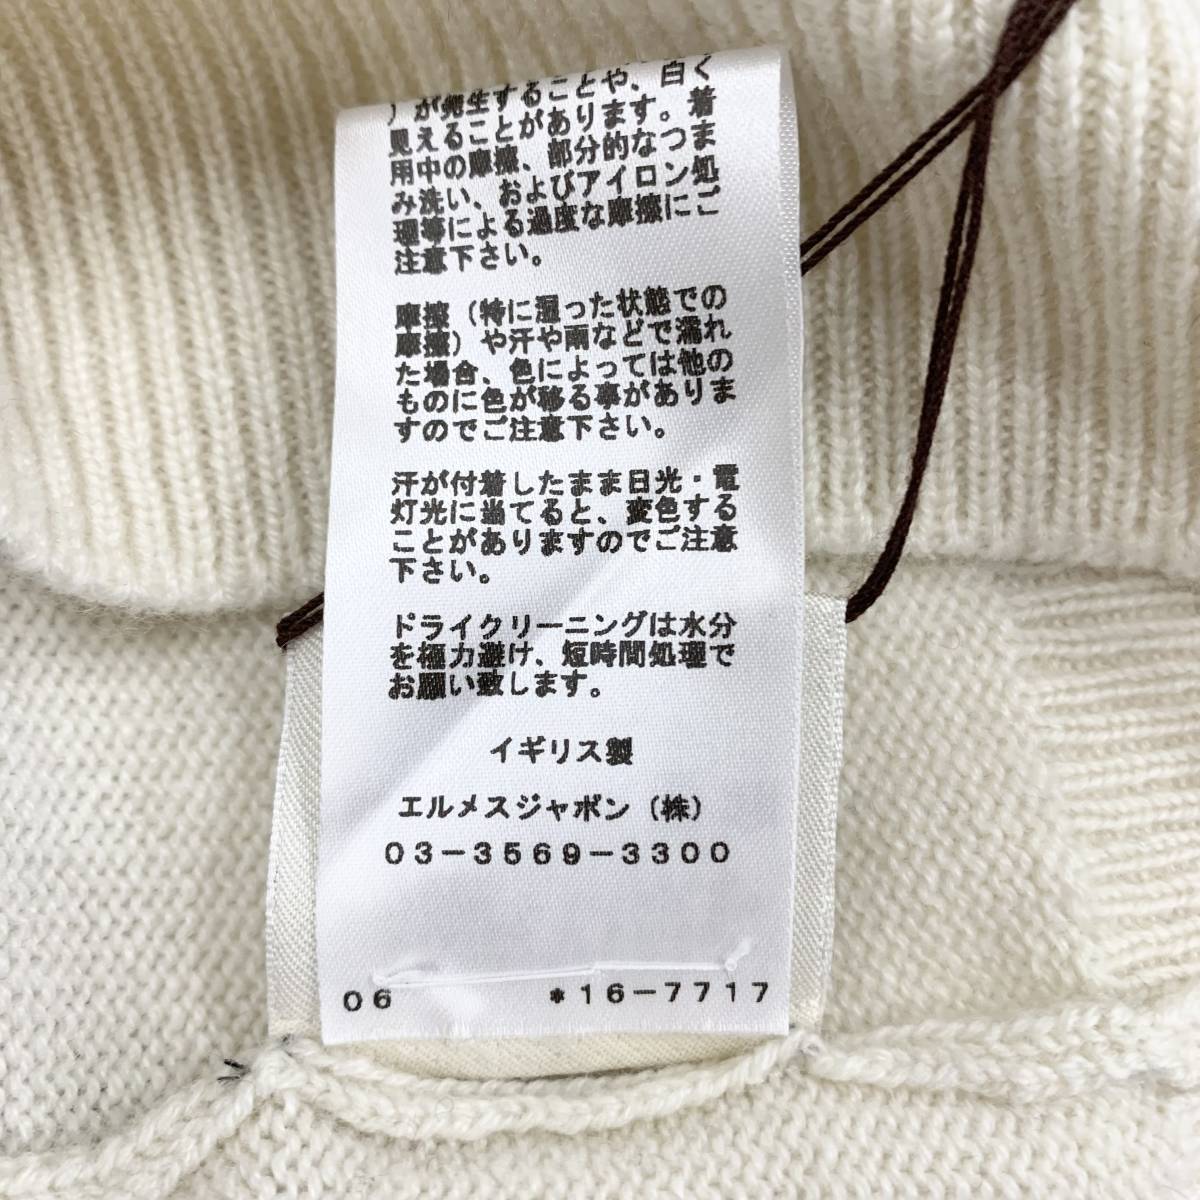 ）が発生することや、白く
見えることがあります。着
用中の摩擦、部分的なつま
み洗い、およびアイロン処
理等による過度な摩擦にご
注意下さい。
摩擦（特に湿った状態での
摩擦）や汗や雨などで濡れ
た場合、色によっては他の
ものに色が移る事がありま
すのでご注意下さい。
汗が付着したまま日光・電
灯光に当てると、変色する
ことがありますのでご注意
下さい。
ドライクリーニングは水分
を極力避け、短時間処理で
お願い致します。
イギリス製
エルメスジャポン（株）
03-3569-3300
06 *16-7717